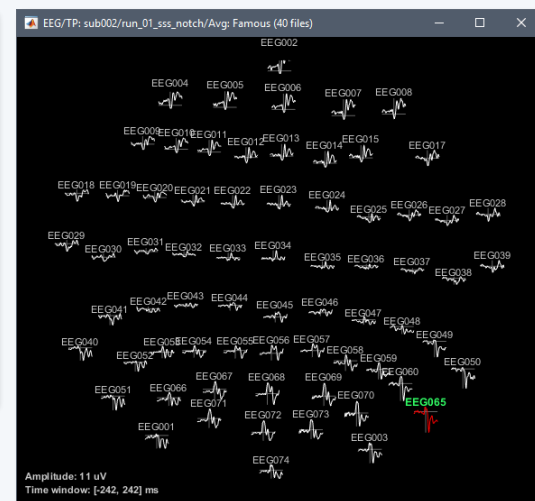 EEG/TP: sub002/run_01_sss_notch/Avg: Famous (40 files)
EEG002
EEG004 EEG005 EEG006 EEG007 EEG008
EEG009 EEG010 EEG011 EEG012 EEG013 EEG014 EEG015 EEG017
EEG018 EEG019 EEG020 EEG021 EEG022 EEG023 EEG024 EEG025 EEG026 EEG027 EEG028
EEG029 EEG030 EEG031 EEG032 EEG033 EEG034 EEG035 EEG036 EEG037 EEG038 EEG039
EEG041 EEG042 EEG043 EEG044 EEG045 EEG046 EEG047 EEG048 EEG049
EEG040 EEG052 EEG053 EEG054 EEG055 EEG056 EEG057 EEG058 EEG059 EEG060 EEG050
EEG051 EEG066 EEG067 EEG068 EEG069 EEG070 EEG065
EEG001 EEG071 EEG072 EEG073 EEG003
EEG074
Amplitude: 11 uV
Time window: [-242, 242] ms